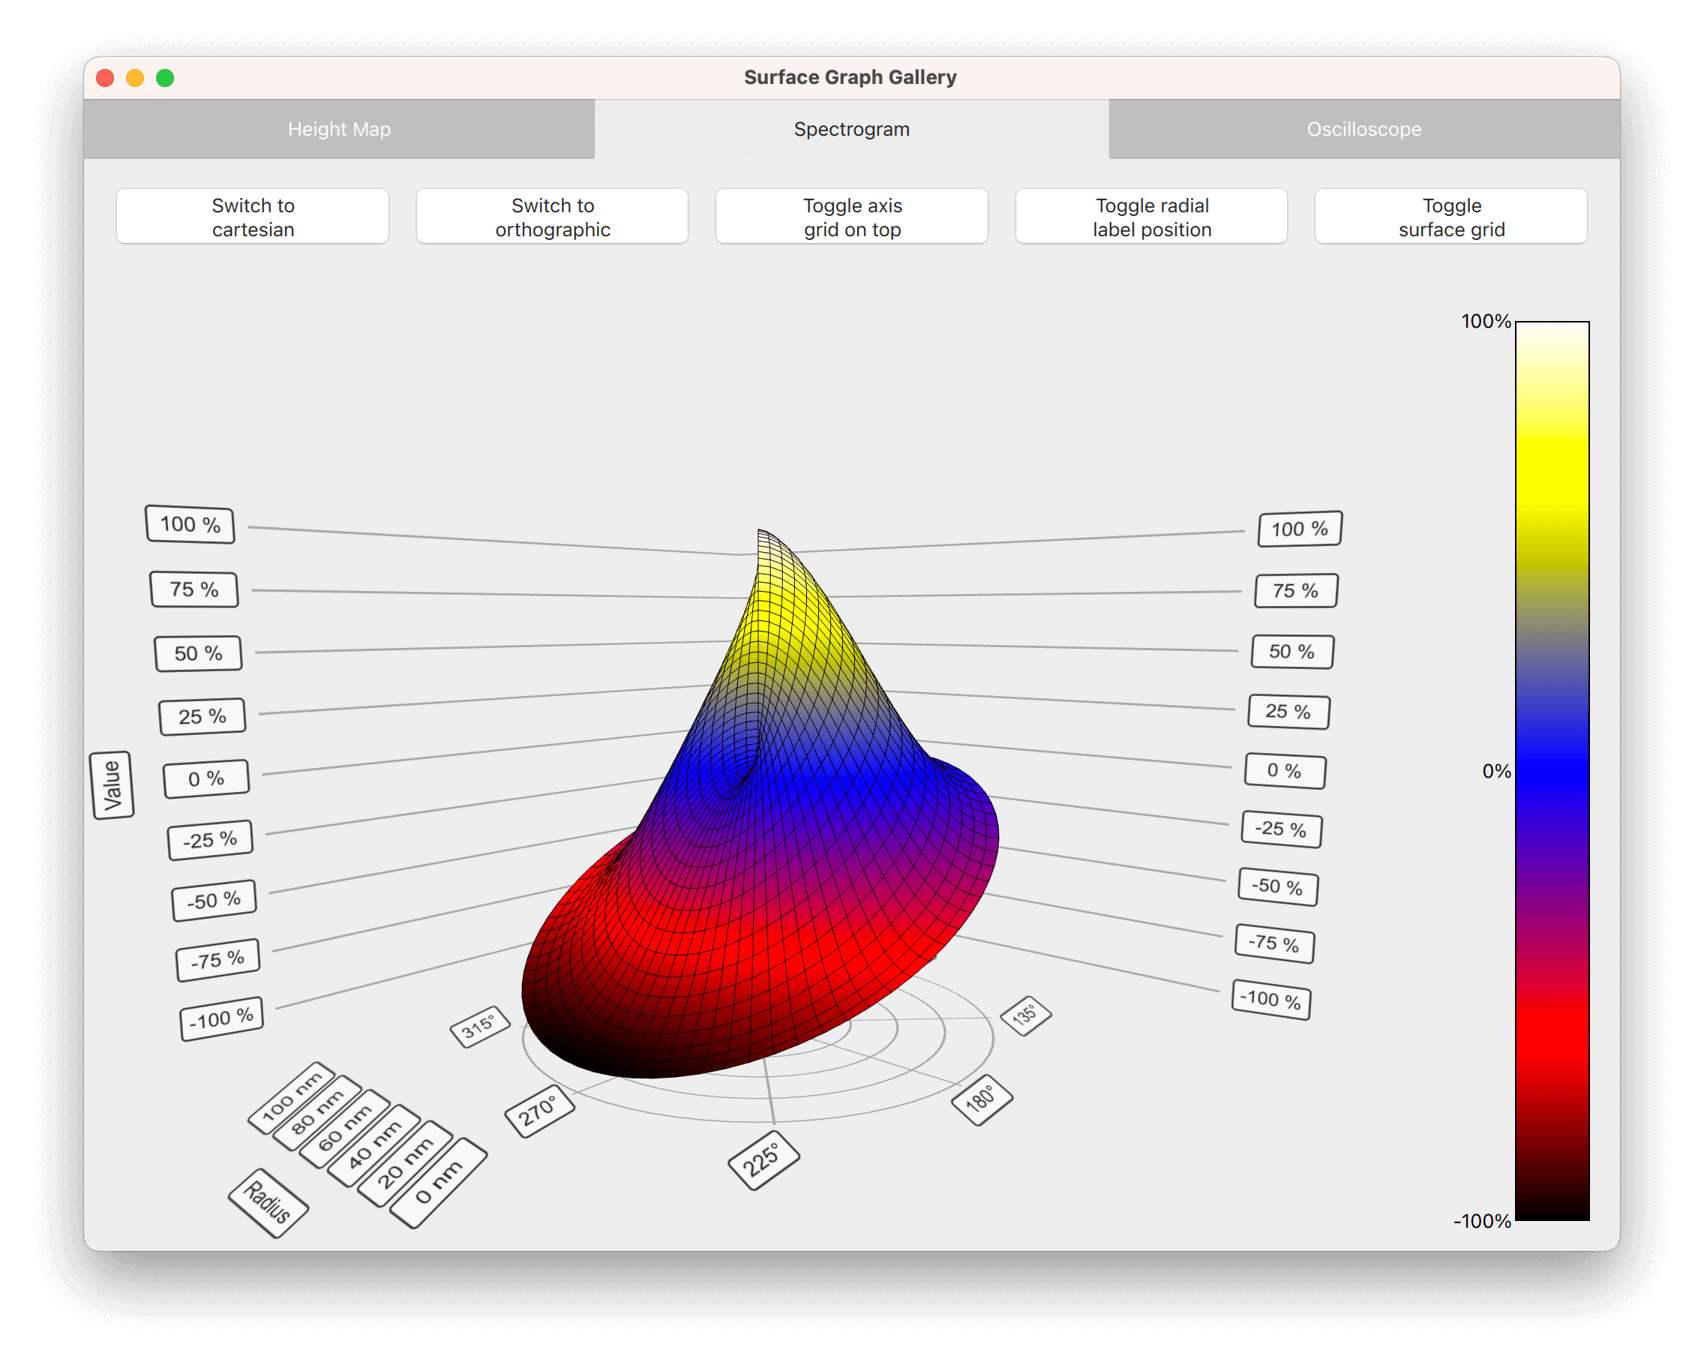 Surface Graph Gallery
Height Map
Spectrogram
Oscilloscope
Switch to
cartesian
Switch to
orthographic
Toggle axis
grid on top
Toggle radial
label position
Toggle
surface grid
100%
0%
-100%
100 %
75 %
50 %
25 %
0 %
-25 %
-50 %
-75 %
-100 %
Value
100 %
75 %
50 %
25 %
0 %
-25 %
-50 %
-75 %
-100 %
315°
270°
225°
180°
135°
100 nm
80 nm
60 nm
40 nm
20 nm
0 nm
Radius